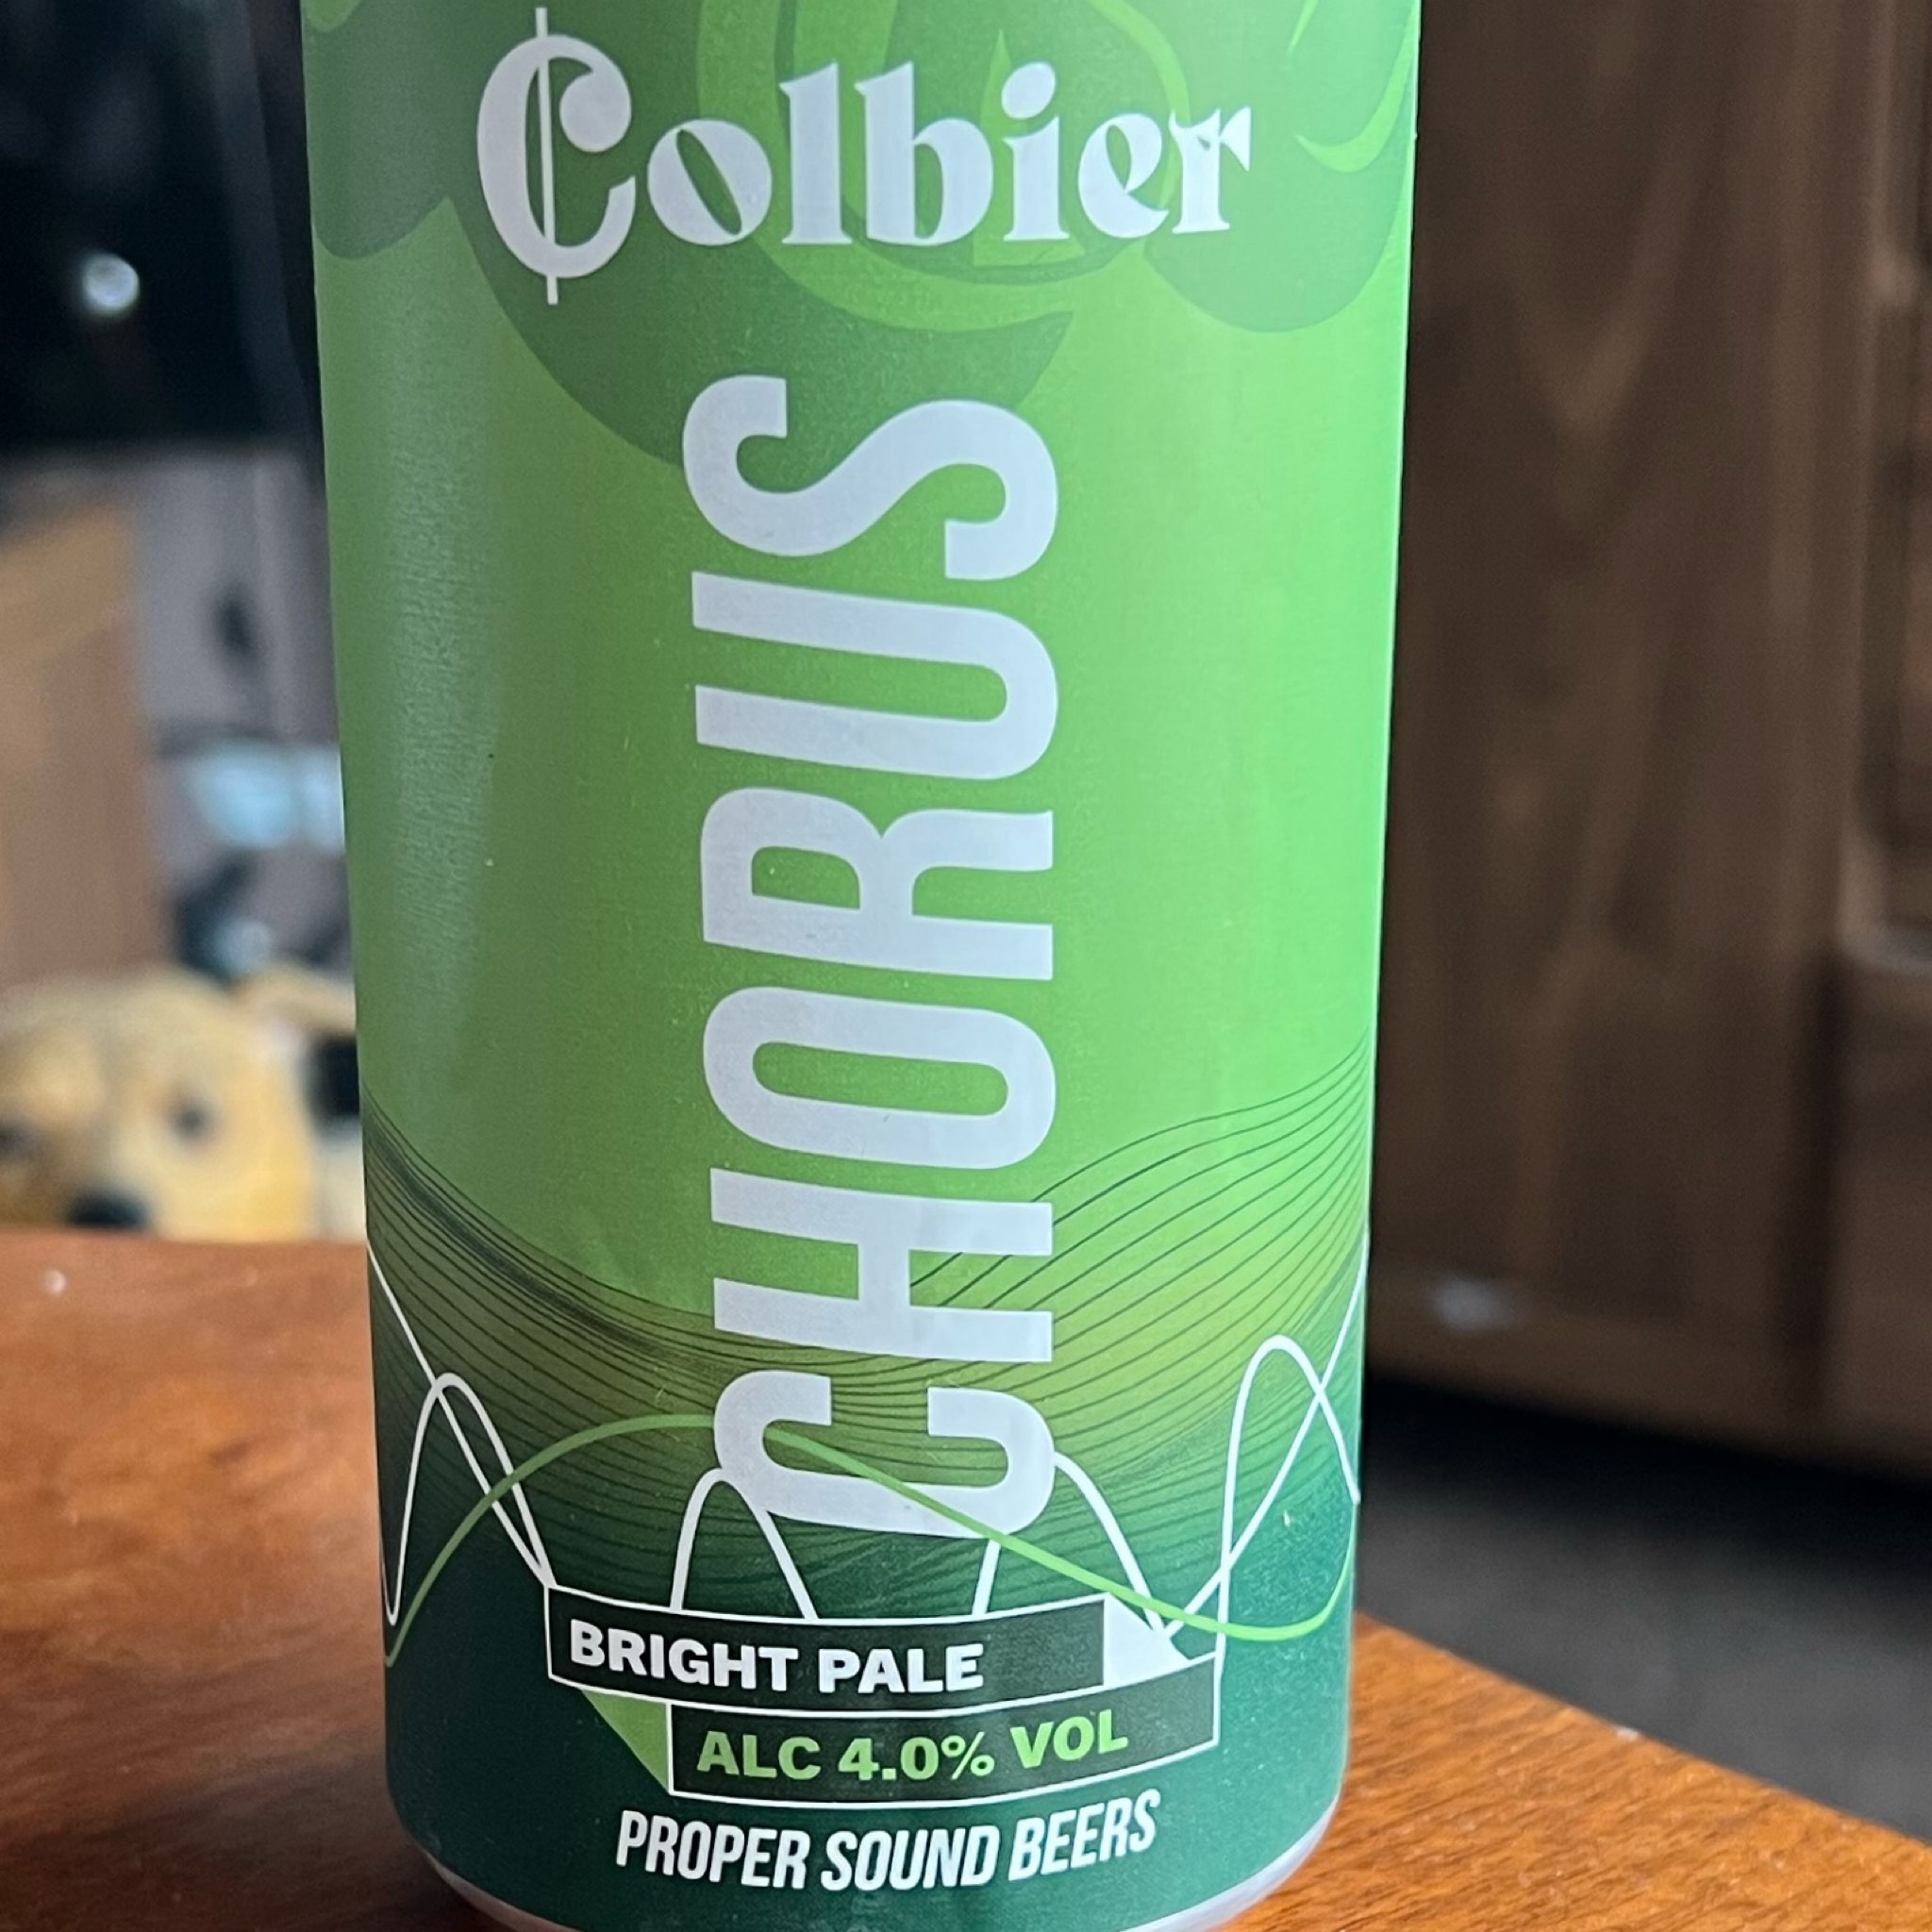 Colbier
CHORUS
BRIGHT PALE
ALC 4.0% VOL
PROPER SOUND BEERS